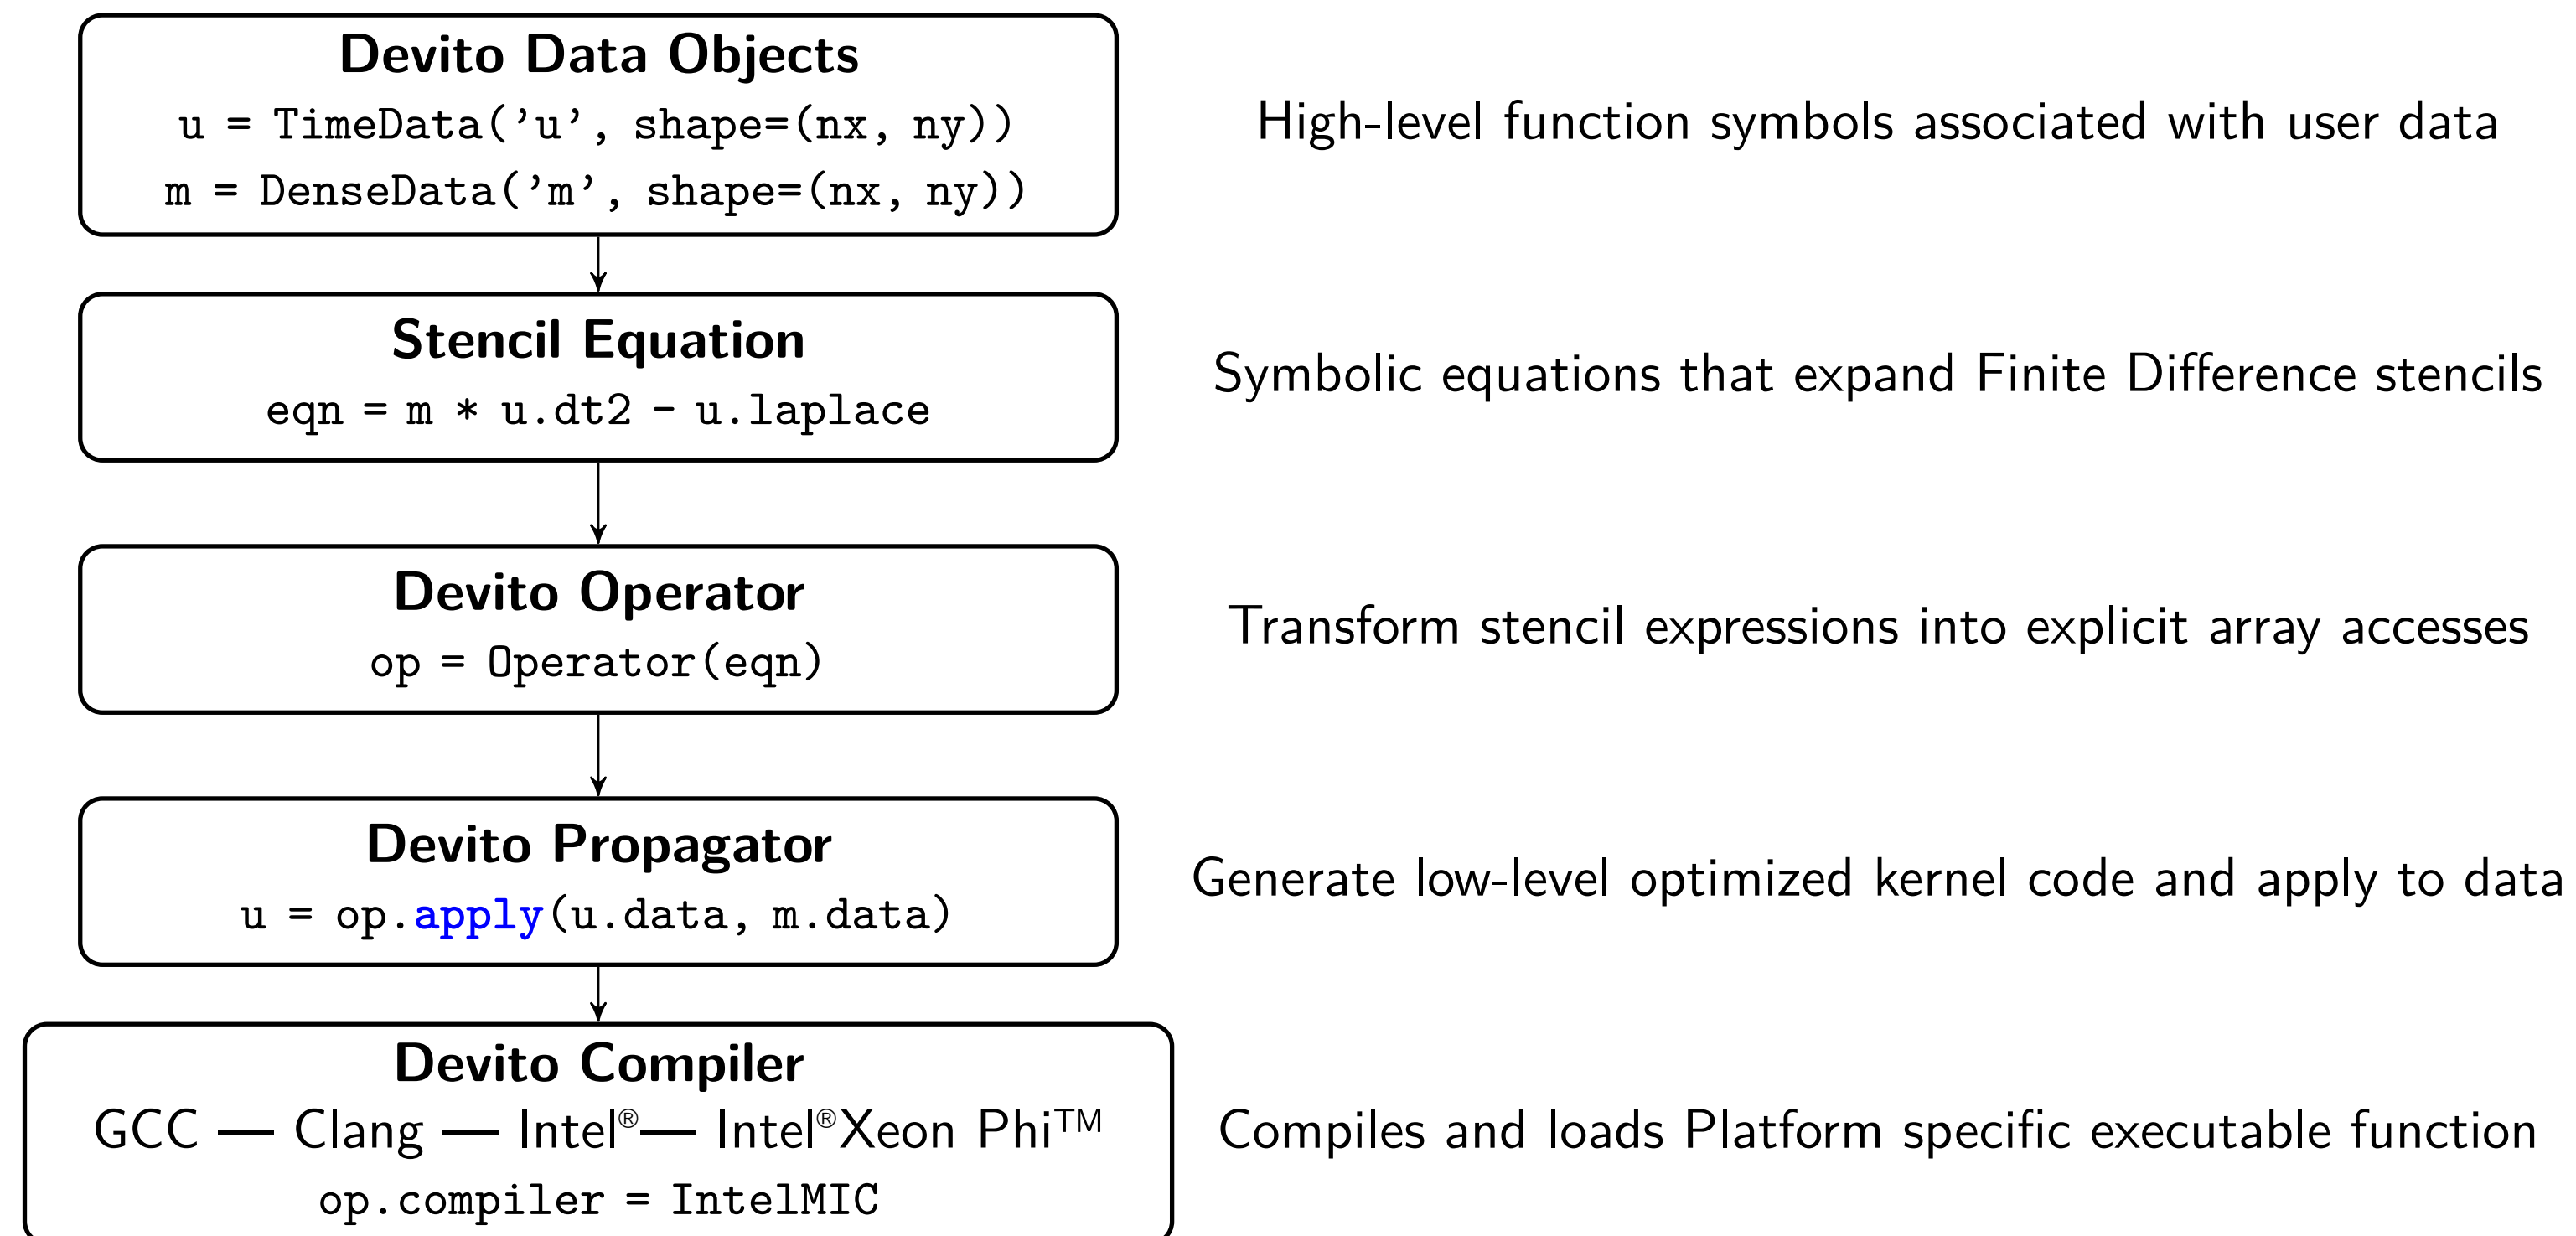 Devito Data Objects
u = TimeData('u', shape=(nx, ny))
m = DenseData('m', shape=(nx, ny))
High-level function symbols associated with user data
Stencil Equation
eqn = m * u.dt2 - u.laplace
Symbolic equations that expand Finite Difference stencils
Devito Operator
op = Operator(eqn)
Transform stencil expressions into explicit array accesses
Devito Propagator
u = op.apply(u.data, m.data)
Generate low-level optimized kernel code and apply to data
Devito Compiler
GCC — Clang — Intel®— Intel®Xeon Phi™
op.compiler = IntelMIC
Compiles and loads Platform specific executable function